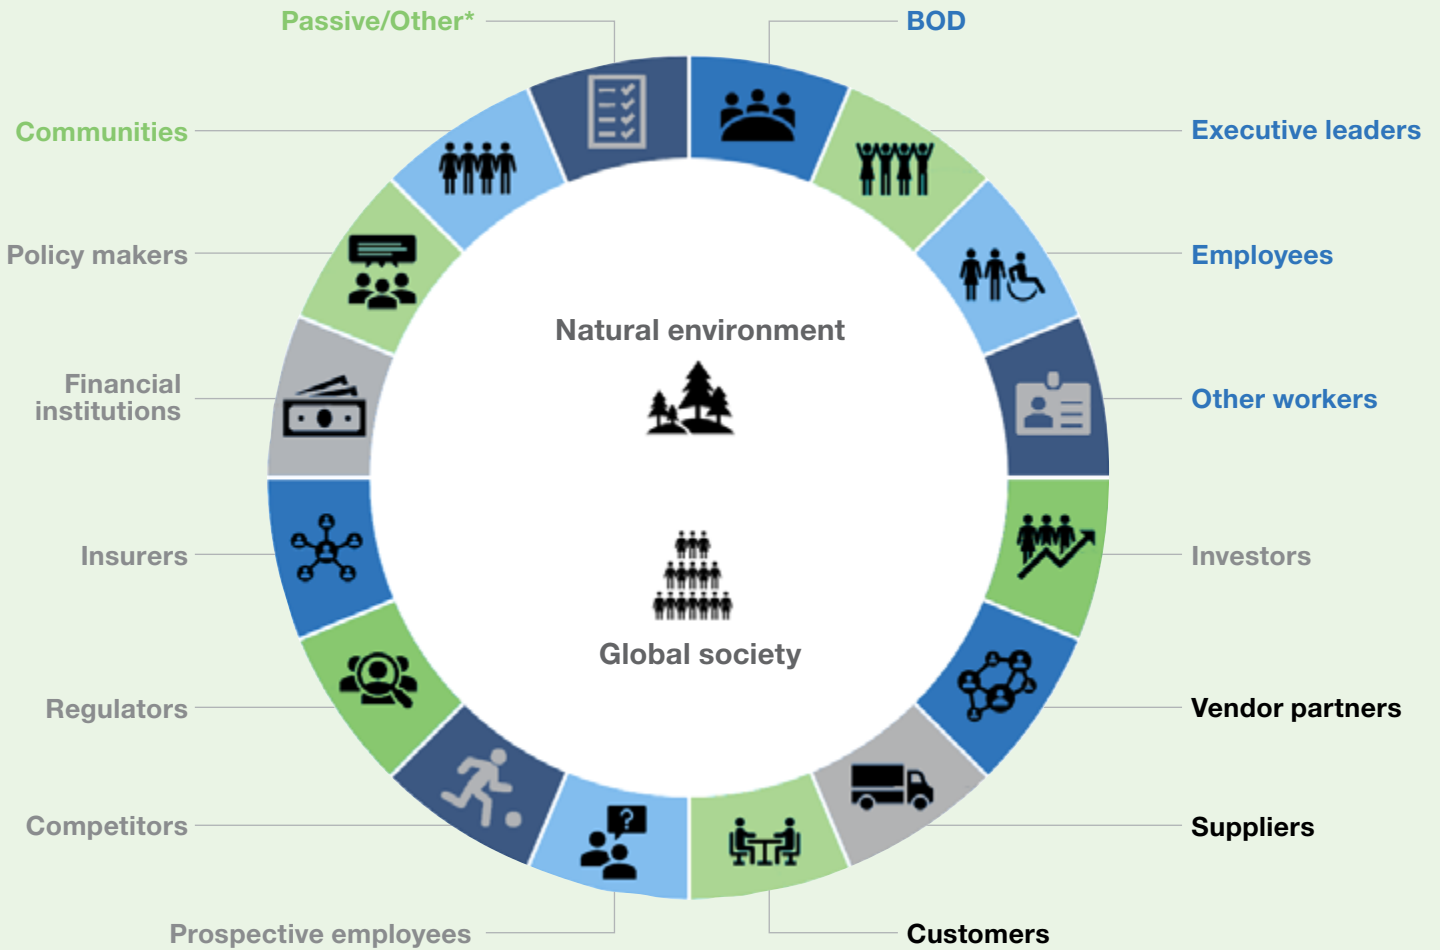 Passive/Other*
BOD
Communities
Executive leaders
Policy makers
Employees
Natural environment
Financial
institutions
Other workers
Insurers
Investors
Global society
Regulators
Vendor partners
?
Competitors
Suppliers
Prospective employees
Customers